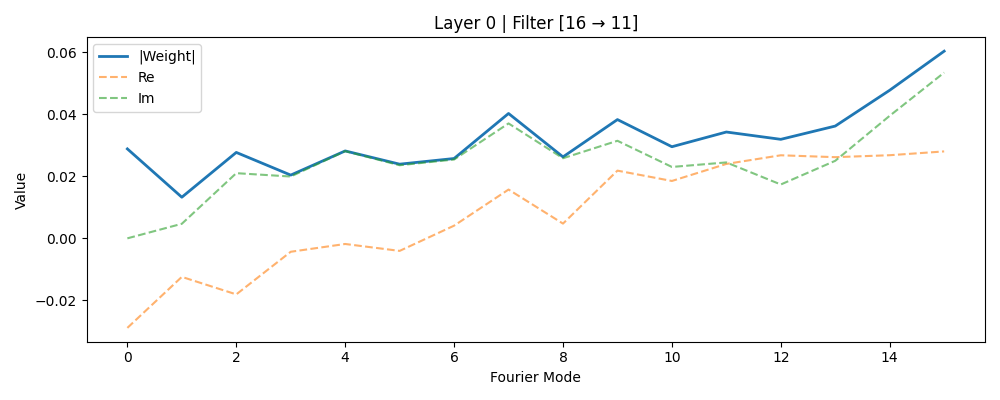 Layer 0 | Filter [16 → 11]
|Weight|
Re
Im
Value
0.06
0.04
0.02
0.00
−0.02
0 2 4 6 8 10 12 14
Fourier Mode